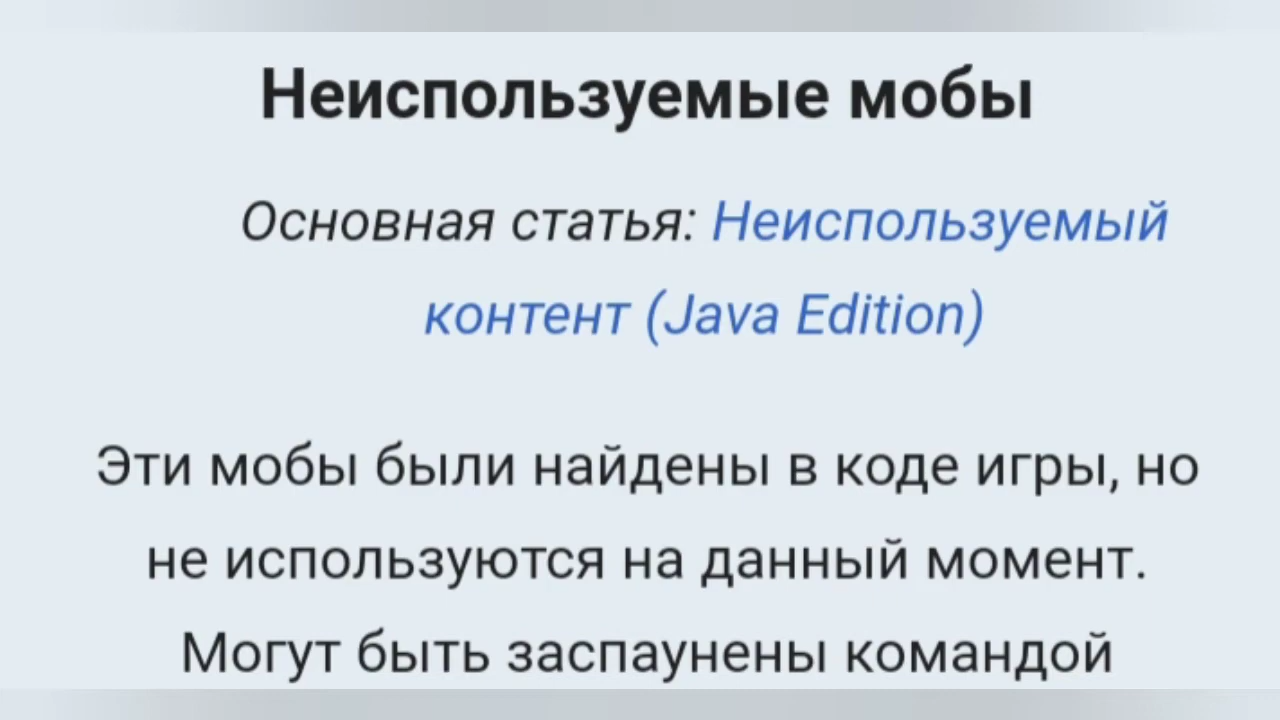 Неиспользуемые мобы
Основная статья: Неиспользуемый
контент (Java Edition)
Эти мобы были найдены в коде игры, но
не используются на данный момент.
Могут быть заспаунены командой